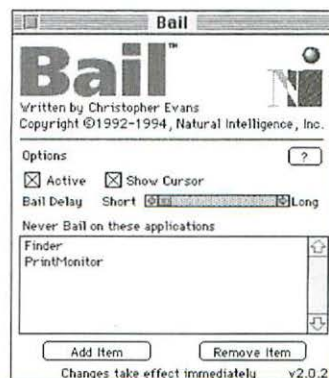 Bail
Bail™
Written by Christopher Evans
Copyright ©1992-1994, Natural Intelligence, Inc.
NI
Options ?
Active Show Cursor
Bail Delay Short Long
Never Bail on these applications
Finder
PrintMonitor
Add Item Remove Item
Changes take effect immediately v2.0.2